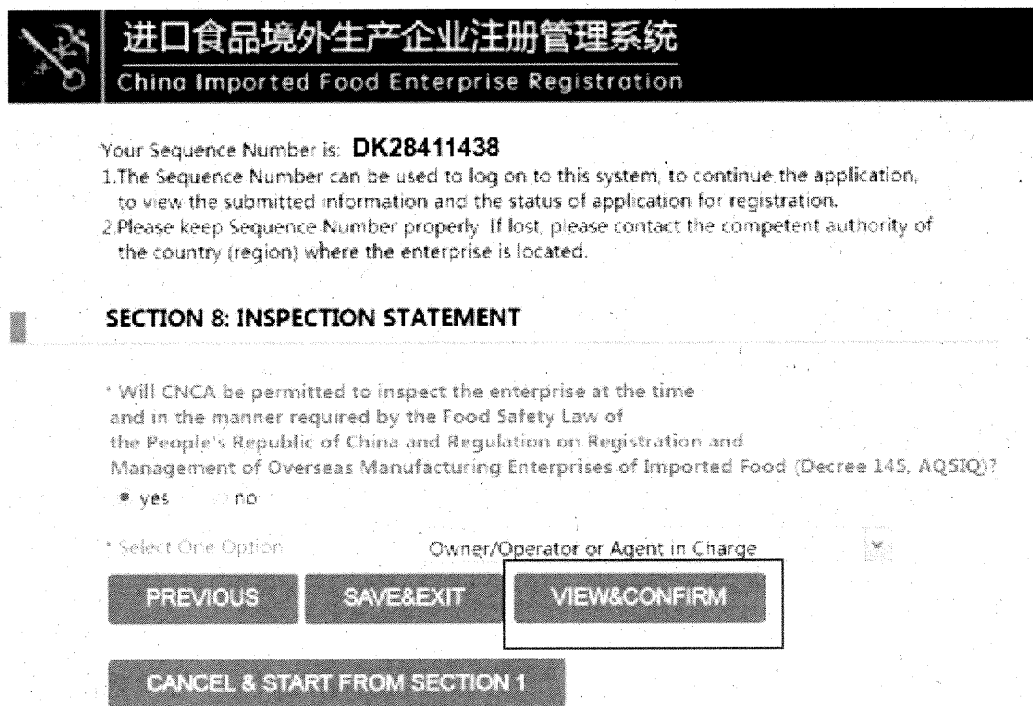 进口食品境外生产企业注册管理系统
China Imported Food Enterprise Registration
Your Sequence Number is: DK28411438
1.The Sequence Number can be used to log on to this system, to continue the application,
to view the submitted information and the status of application for registration.
2.Please keep Sequence Number properly. If lost, please contact the competent authority of
the country (region) where the enterprise is located.
SECTION 8: INSPECTION STATEMENT
* Will CNCA be permitted to inspect the enterprise at the time
and in the manner required by the Food Safety Law of
the People's Republic of China and Regulation on Registration and
Management of Overseas Manufacturing Enterprises of Imported Food (Decree 145, AQSIQ)?
yes no
* Select One Option Owner/Operator or Agent in Charge
PREVIOUS SAVE&EXIT VIEW&CONFIRM
CANCEL & START FROM SECTION 1